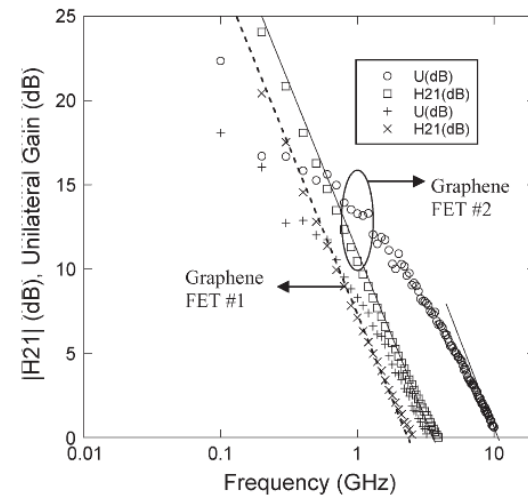 25
20
15
10
5
0
|H21| (dB), Unilateral Gain (dB)
U(dB)
H21(dB)
U(dB)
H21(dB)
Graphene
FET #2
Graphene
FET #1
0.01
0.1
1
10
Frequency (GHz)